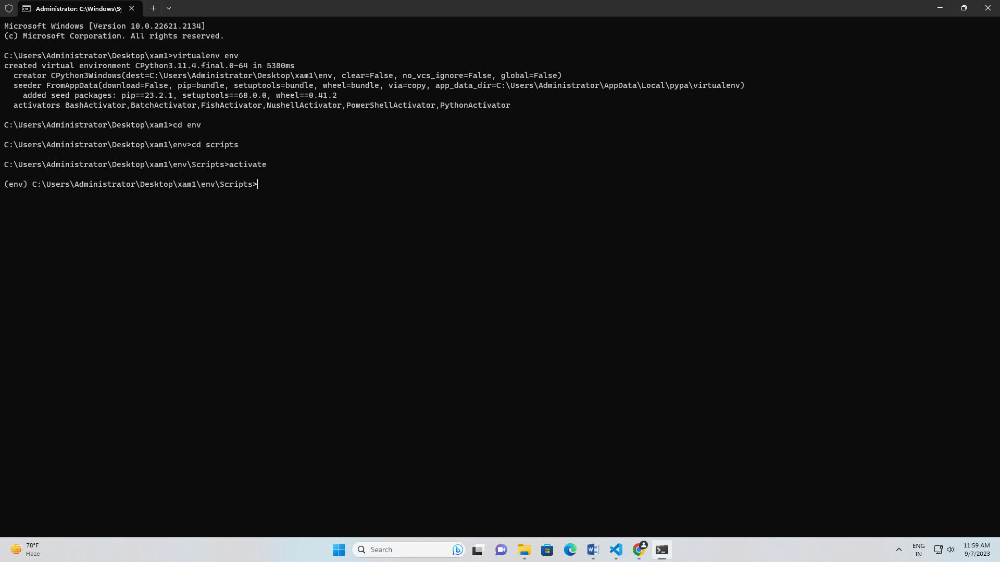 Administrator: C:\Windows\Sy
Microsoft Windows [Version 10.0.22621.2134]
(c) Microsoft Corporation. All rights reserved.
C:\Users\Administrator\Desktop\xam1>virtualenv env
created virtual environment CPython3.11.4.final.0-64 in 5380ms
creator CPython3Windows(dest=C:\Users\Administrator\Desktop\xam1\env, clear=False, no_vcs_ignore=False, global=False)
seeder FromAppData(download=False, pip=bundle, setuptools=bundle, wheel=bundle, via=copy, app_data_dir=C:\Users\Administrator\AppData\Local\pypa\virtualenv)
added seed packages: pip==23.2.1, setuptools==68.0.0, wheel==0.41.2
activators BashActivator,BatchActivator,FishActivator,NushellActivator,PowerShellActivator,PythonActivator
C:\Users\Administrator\Desktop\xam1>cd env
C:\Users\Administrator\Desktop\xam1\env>cd scripts
C:\Users\Administrator\Desktop\xam1\env\Scripts>activate
(env) C:\Users\Administrator\Desktop\xam1\env\Scripts>
78°F
Haze
Search
ENG
IN
11:59 AM
9/7/2023